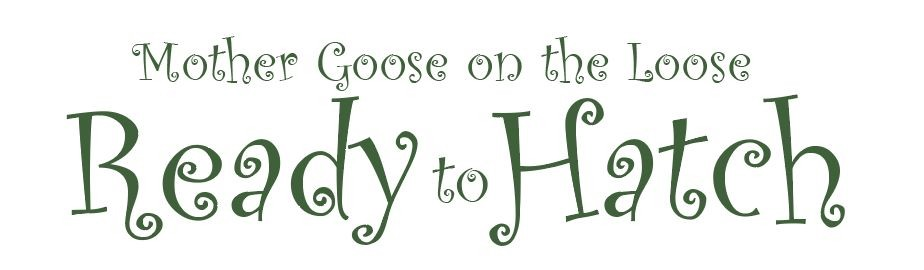 Mother Goose on the Loose
Ready to Hatch